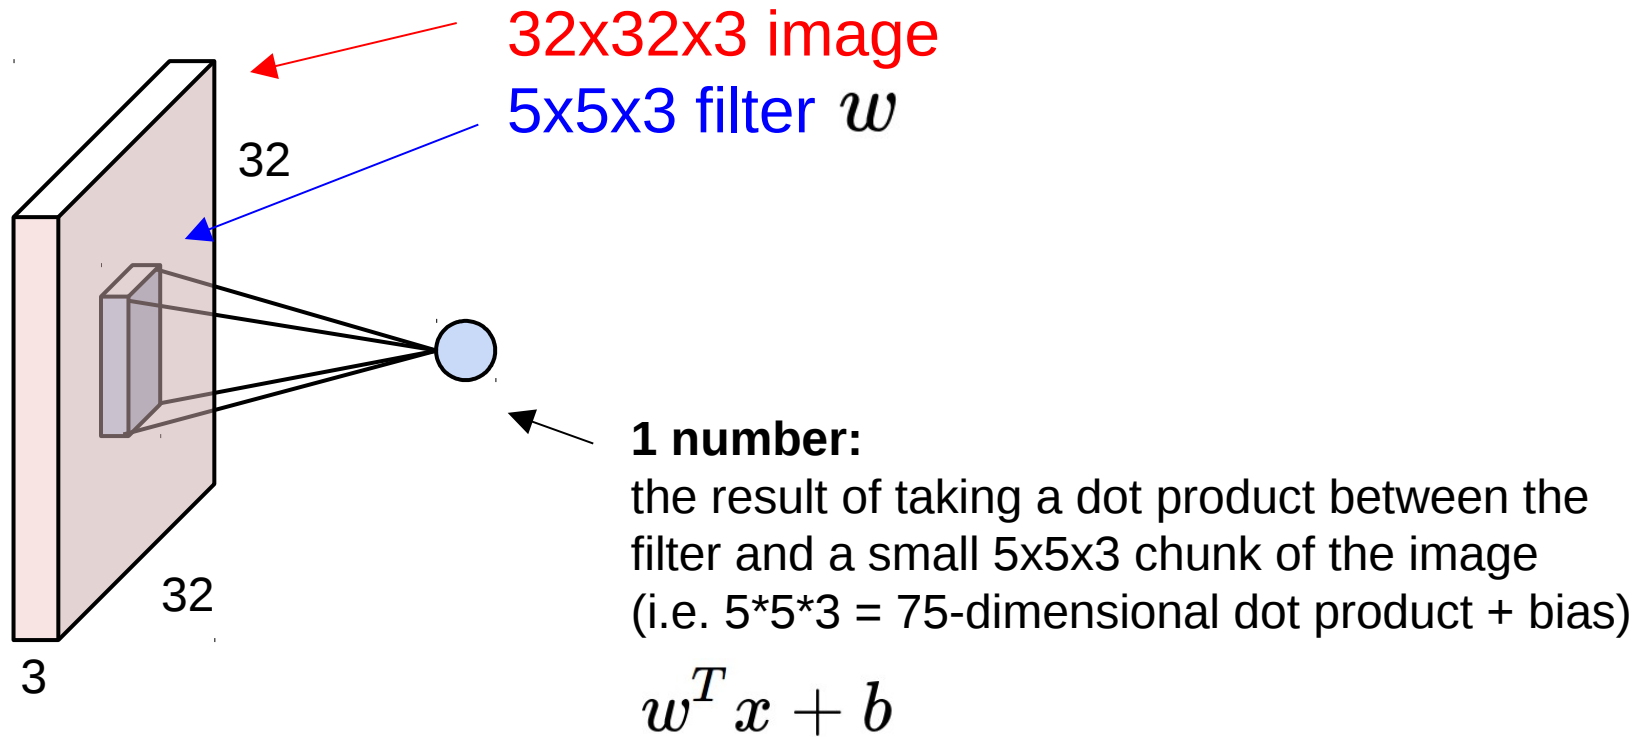 32x32x3 image
5x5x3 filter w
32
32
3
1 number:
the result of taking a dot product between the
filter and a small 5x5x3 chunk of the image
(i.e. 5*5*3 = 75-dimensional dot product + bias)
w^T x + b